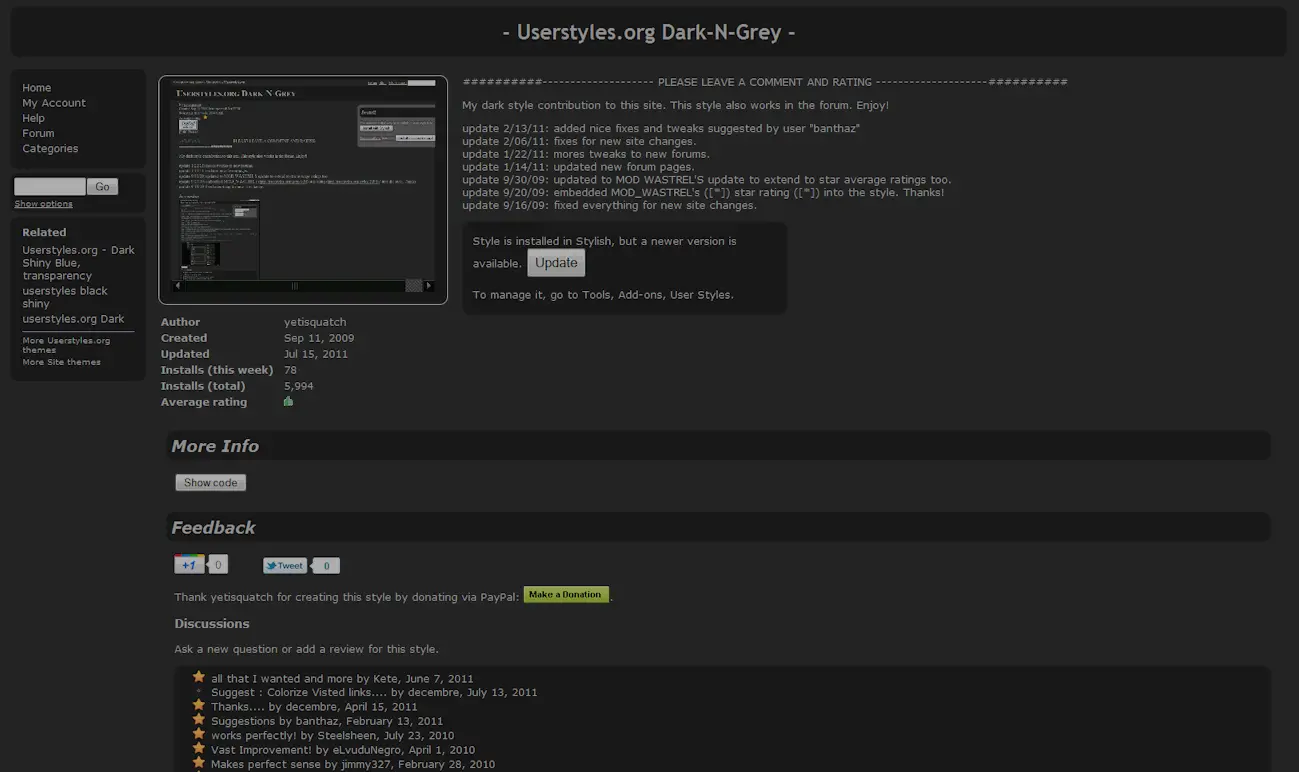 - Userstyles.org Dark-N-Grey -
Home
My Account
Help
Forum
Categories
Go
Show options
Related
Userstyles.org - Dark
Shiny Blue,
transparency
userstyles black
shiny
userstyles.org Dark
More Userstyles.org
themes
More Site themes
USERSTYLES.ORG DARK N GREY
##########--------------------- PLEASE LEAVE A COMMENT AND RATING ---------------------##########
My dark style contribution to this site. This style also works in the forum. Enjoy!
update 2/13/11: added nice fixes and tweaks suggested by user "banthaz"
update 2/06/11: fixes for new site changes.
update 1/22/11: mores tweaks to new forums.
update 1/14/11: updated new forum pages.
update 9/30/09: updated to MOD WASTREL'S update to extend to star average ratings too.
update 9/20/09: embedded MOD_WASTREL's ([*]) star rating ([*]) into the style. Thanks!
update 9/16/09: fixed everything for new site changes.
Style is installed in Stylish, but a newer version is
available. Update
To manage it, go to Tools, Add-ons, User Styles.
Author yetisquatch
Created Sep 11, 2009
Updated Jul 15, 2011
Installs (this week) 78
Installs (total) 5,994
Average rating
More Info
Show code
Feedback
+1 0 Tweet 0
Thank yetisquatch for creating this style by donating via PayPal: Make a Donation .
Discussions
Ask a new question or add a review for this style.
all that I wanted and more by Kete, June 7, 2011
Suggest : Colorize Visted links.... by decembre, July 13, 2011
Thanks.... by decembre, April 15, 2011
Suggestions by banthaz, February 13, 2011
works perfectly! by Steelsheen, July 23, 2010
Vast Improvement! by eLvuduNegro, April 1, 2010
Makes perfect sense by jimmy327, February 28, 2010